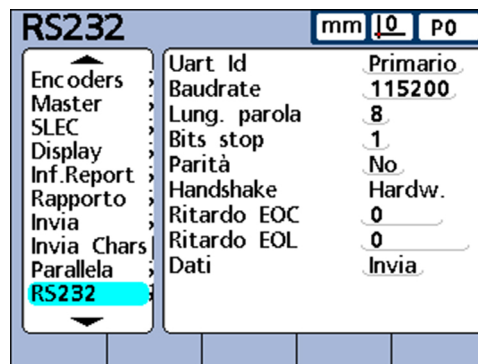 RS232
mm 0 P0
Encoders
Master
SLEC
Display
Inf.Report
Rapporto
Invia
Invia Chars
Parallela
RS232
Uart Id Primario
Baudrate 115200
Lung. parola 8
Bits stop 1
Parità No
Handshake Hardw.
Ritardo EOC 0
Ritardo EOL 0
Dati Invia